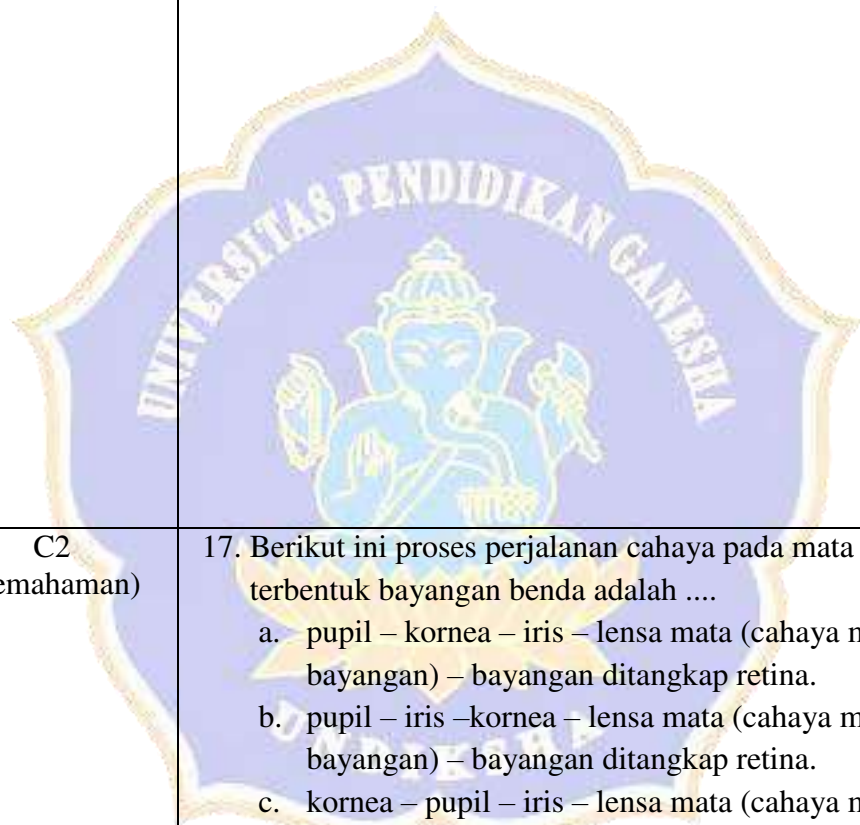 UNIVERSITAS PENDIDIKAN GANESHA
C2
emahaman)
17. Berikut ini proses perjalanan cahaya pada mata
terbentuk bayangan benda adalah ....
a. pupil – kornea – iris – lensa mata (cahaya
bayangan) – bayangan ditangkap retina.
b. pupil – iris –kornea – lensa mata (cahaya
bayangan) – bayangan ditangkap retina.
c. kornea – pupil – iris – lensa mata (cahaya
UNDIKSHA